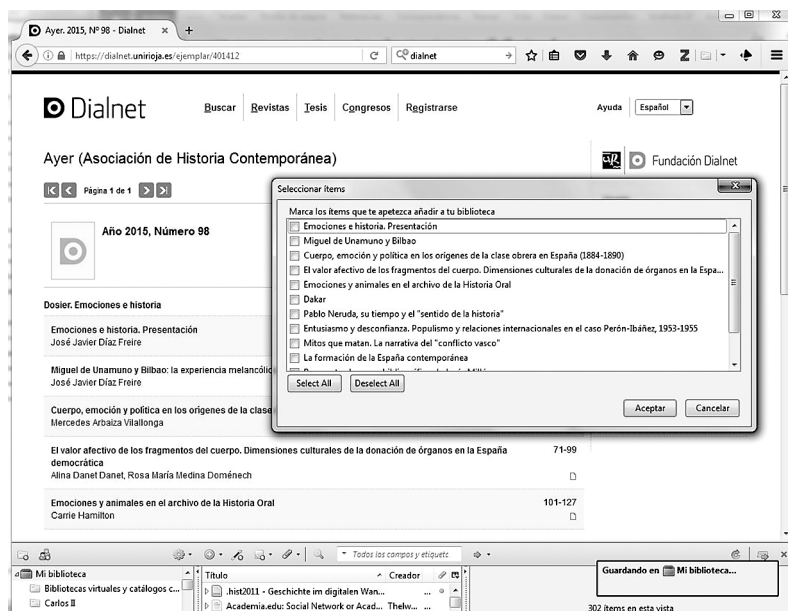 Ayer. 2015, Nº 98 - Dialnet
https://dialnet.unirioja.es/ejemplar/401412
dialnet
Dialnet
Buscar
Revistas
Tesis
Congresos
Registrarse
Ayuda
Español
Ayer (Asociación de Historia Contemporánea)
Fundación Dialnet
Página 1 de 1
Año 2015, Número 98
Dosier. Emociones e historia
Emociones e historia. Presentación
José Javier Díaz Freire
Miguel de Unamuno y Bilbao: la experiencia melancólic
José Javier Díaz Freire
Cuerpo, emoción y política en los orígenes de la clase
Mercedes Arbaiza Vilallonga
El valor afectivo de los fragmentos del cuerpo. Dimensiones culturales de la donación de órganos en la España democrática
71-99
Alina Danet Danet, Rosa María Medina Doménech
Emociones y animales en el archivo de la Historia Oral
101-127
Carrie Hamilton
Seleccionar ítems
Marca los ítems que te apetezca añadir a tu biblioteca
Emociones e historia. Presentación
Miguel de Unamuno y Bilbao
Cuerpo, emoción y política en los orígenes de la clase obrera en España (1884-1890)
El valor afectivo de los fragmentos del cuerpo. Dimensiones culturales de la donación de órganos en la Espa...
Emociones y animales en el archivo de la Historia Oral
Dakar
Pablo Neruda, su tiempo y el "sentido de la historia"
Entusiasmo y desconfianza. Populismo y relaciones internacionales en el caso Perón-Ibáñez, 1953-1955
Mitos que matan. La narrativa del "conflicto vasco"
La formación de la España contemporánea
Select All
Deselect All
Aceptar
Cancelar
Todos los campos y etiquetc
Mi biblioteca
Bibliotecas virtuales y catálogos c...
Carlos II
Título
Creador
.hist2011 - Geschichte im digitalen Wan...
...
Academia.edu: Social Network or Acad...
Thelw...
...
Guardando en Mi biblioteca...
302 ítems en esta vista